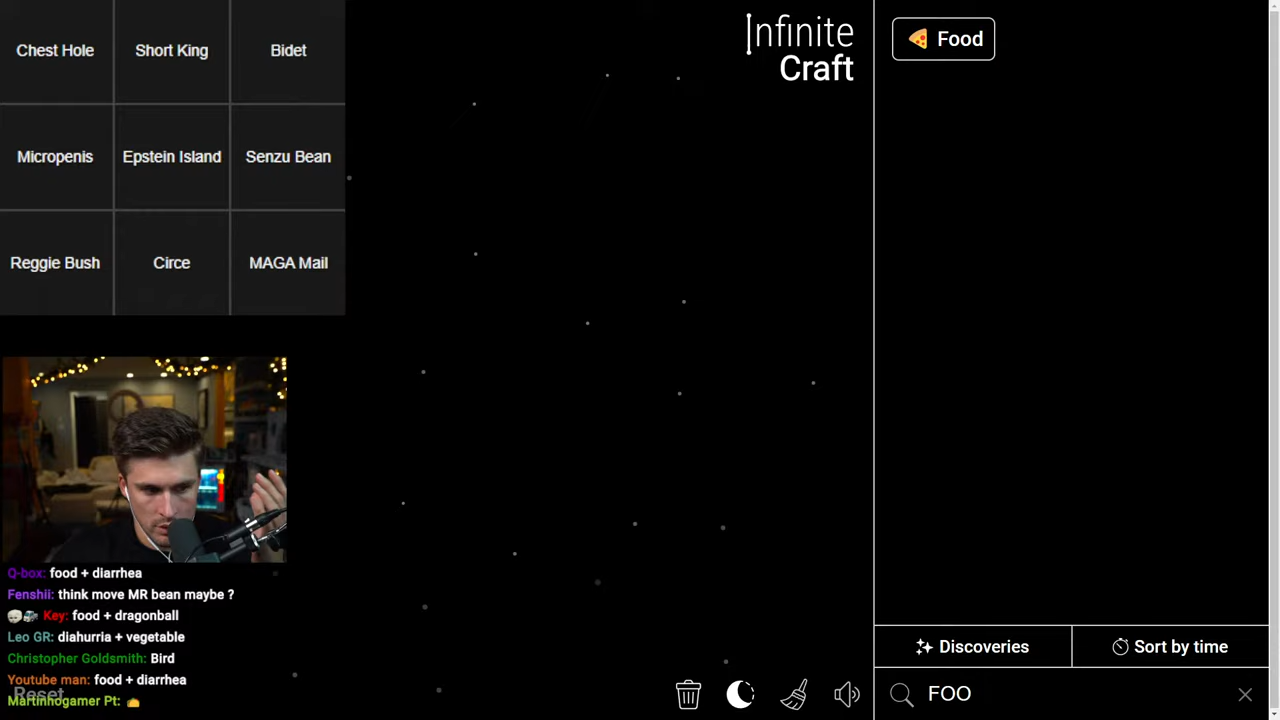 Chest Hole
Short King
Bidet
Micropenis
Epstein Island
Senzu Bean
Reggie Bush
Circe
MAGA Mail
Infinite
Craft
🍕 Food
Q-box: food + diarrhea
Fenshii: think move MR bean maybe ?
Key: food + dragonball
Leo GR: diahurria + vegetable
Christopher Goldsmith: Bird
Youtube man: food + diarrhea
Reset
Martinhogamer Pt: 🌮
Discoveries
Sort by time
FOO